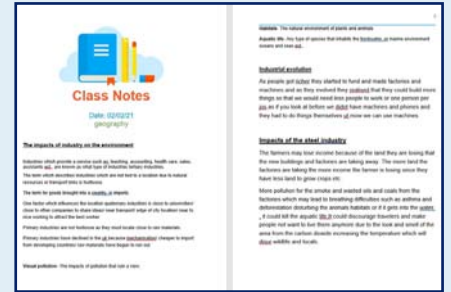 Class Notes
Date: 02/02/21
geography
The impacts of industry on the environment
Industries which provide a service such as, teaching, accounting, health care, sales,
accounts ect., are known as what type of industries tertiary industries.
The term which describes industries which are not tied to a location due to natural
resources or transport links is footloose.
The term for goods brought into a country, is imports.
One factor which influences the location quaternary industries is close to universities/
close to other companies to share ideas/ near transport edge of city location/ near to
nice working to attract the best worker.
Primary industries are not footloose as they must locate close to raw materials.
Primary industries have declined in the uk because mechanisation/ cheaper to import
from developing countries/ raw materials have begun to run out.
Visual pollution- The impacts of pollution that ruin a view.
Habitats- The natural environment of plants and animals.
Aquatic life- Any type of species that inhabits the freshwater, or marine environment
oceans and seas ect..
Industrial evolution
As people got richer they started to fund and made factories and
machines and as they evolved they realised that they could build more
things so that we would need less people to work or one person per
job as if you look at before we didnt have machines and phones and
they had to do things themselves ut now we can use machines.
Impacts of the steel industry
The farmers may lose income because of the land they are losing that
the new buildings and factories are taking away. The more land the
factories are taking the more income the farmer is losing since they
have less land to grow crops etc.
More pollution for the smoke and wasted oils and coals from the
factories which may lead to breathing difficulties such as asthma and
deforestation disturbing the animals habitats or if it gets into the water
, it could kill the aquatic life.It could discourage travelers and make
people not want to live there anymore due to the look and smell of the
area from the carbon dioxide increasing the temperature which will
dous wildlife and locals.